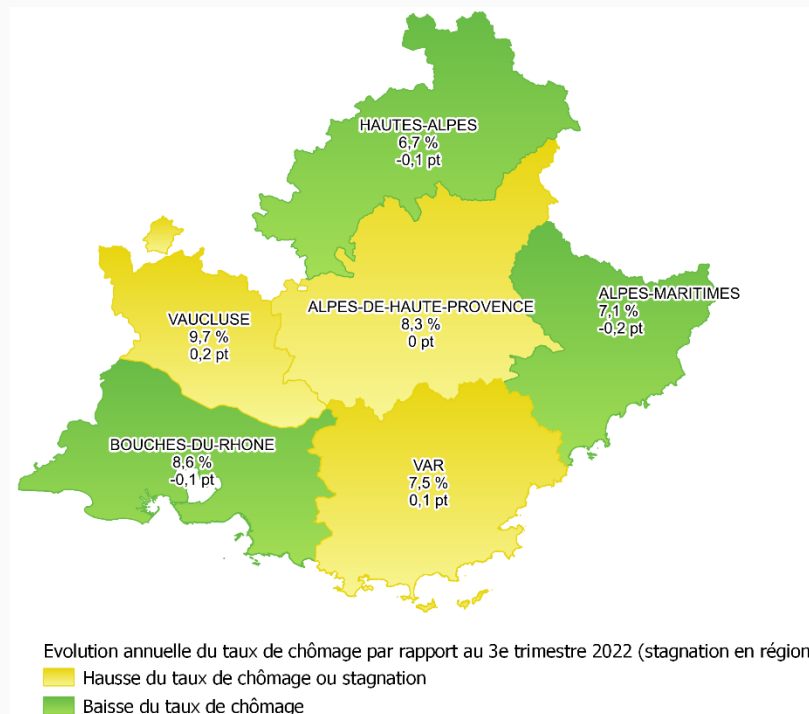 HAUTES-ALPES
6,7 %
-0,1 pt
ALPES-MARITIMES
7,1 %
-0,2 pt
ALPES-DE-HAUTE-PROVENCE
8,3 %
0 pt
VAUCLUSE
9,7 %
0,2 pt
BOUCHES-DU-RHONE
8,6 %
-0,1 pt
VAR
7,5 %
0,1 pt
Evolution annuelle du taux de chômage par rapport au 3e trimestre 2022 (stagnation en région
Hausse du taux de chômage ou stagnation
Baisse du taux de chômage